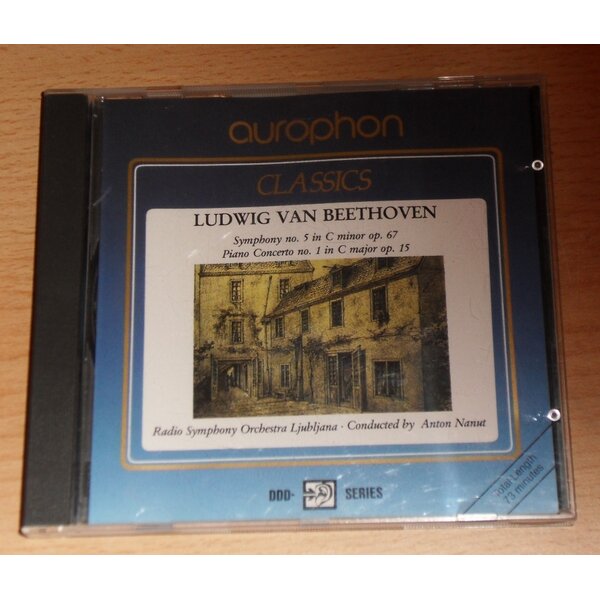 aurophon
CLASSICS
LUDWIG VAN BEETHOVEN
Symphony no. 5 in C minor op. 67
Piano Concerto no. 1 in C major op. 15
Radio Symphony Orchestra Ljubljana · Conducted by Anton Nanut
DDD- SERIES
Total Length
73 minutes